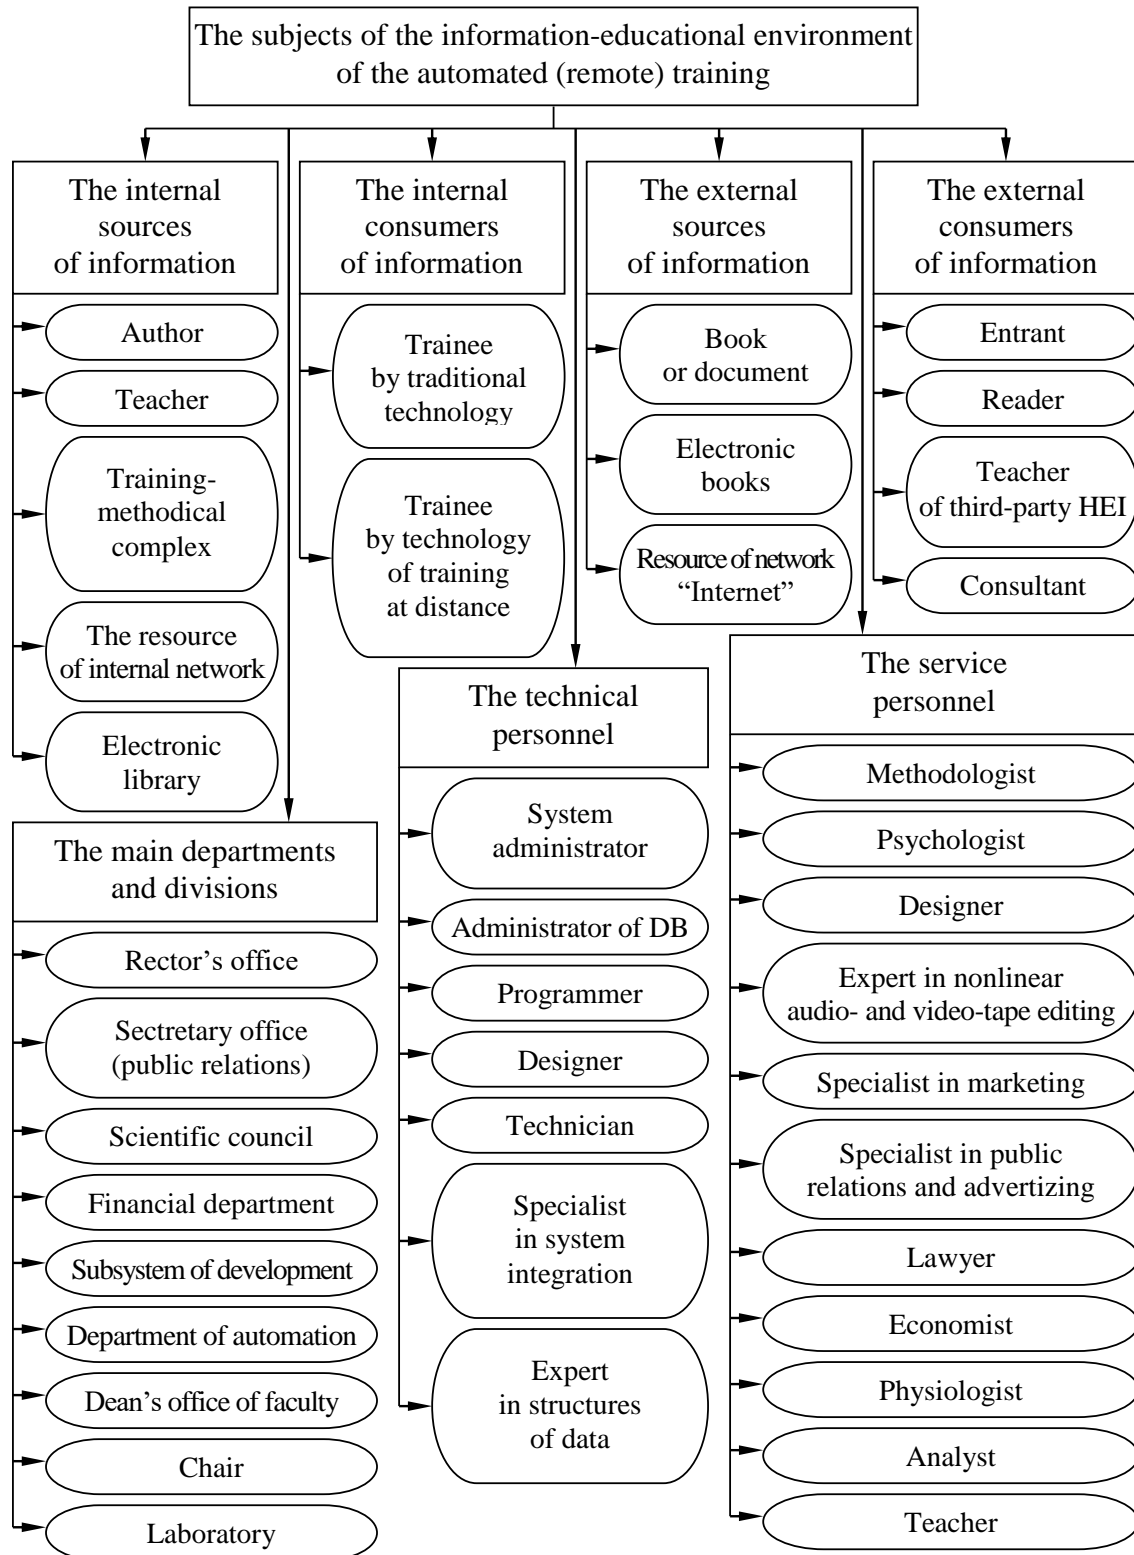 The subjects of the information-educational environment
of the automated (remote) training
The internal
sources
of information
Author
Teacher
Training-
methodical
complex
The resource
of internal network
Electronic
library
The internal
consumers
of information
Trainee
by traditional
technology
Trainee
by technology
of training
at distance
The external
sources
of information
Book
or document
Electronic
books
Resource of network
“Internet”
The external
consumers
of information
Entrant
Reader
Teacher
of third-party HEI
Consultant
The main departments
and divisions
Rector’s office
Sectretary office
(public relations)
Scientific council
Financial department
Subsystem of development
Department of automation
Dean’s office of faculty
Chair
Laboratory
The technical
personnel
System
administrator
Administrator of DB
Programmer
Designer
Technician
Specialist
in system
integration
Expert
in structures
of data
The service
personnel
Methodologist
Psychologist
Designer
Expert in nonlinear
audio- and video-tape editing
Specialist in marketing
Specialist in public
relations and advertizing
Lawyer
Economist
Physiologist
Analyst
Teacher